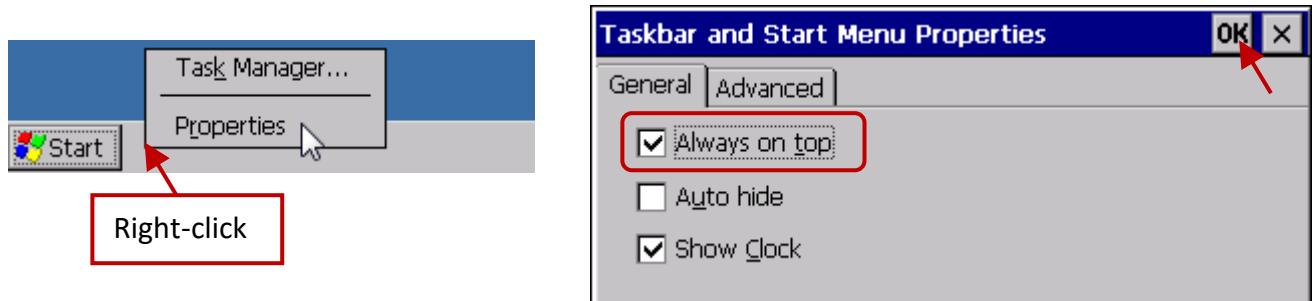 Task Manager...
Properties
Start
Right-click
Taskbar and Start Menu Properties OK ×
General Advanced
Always on top
Auto hide
Show Clock